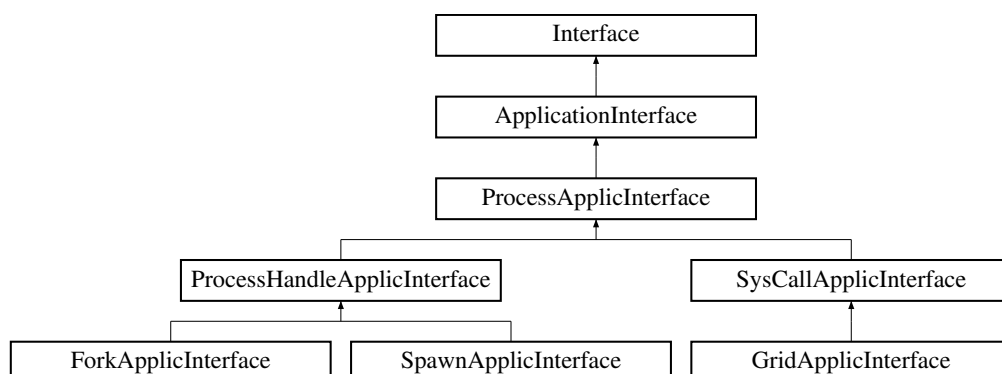 Interface
ApplicationInterface
ProcessApplicInterface
ProcessHandleApplicInterface
SysCallApplicInterface
ForkApplicInterface
SpawnApplicInterface
GridApplicInterface